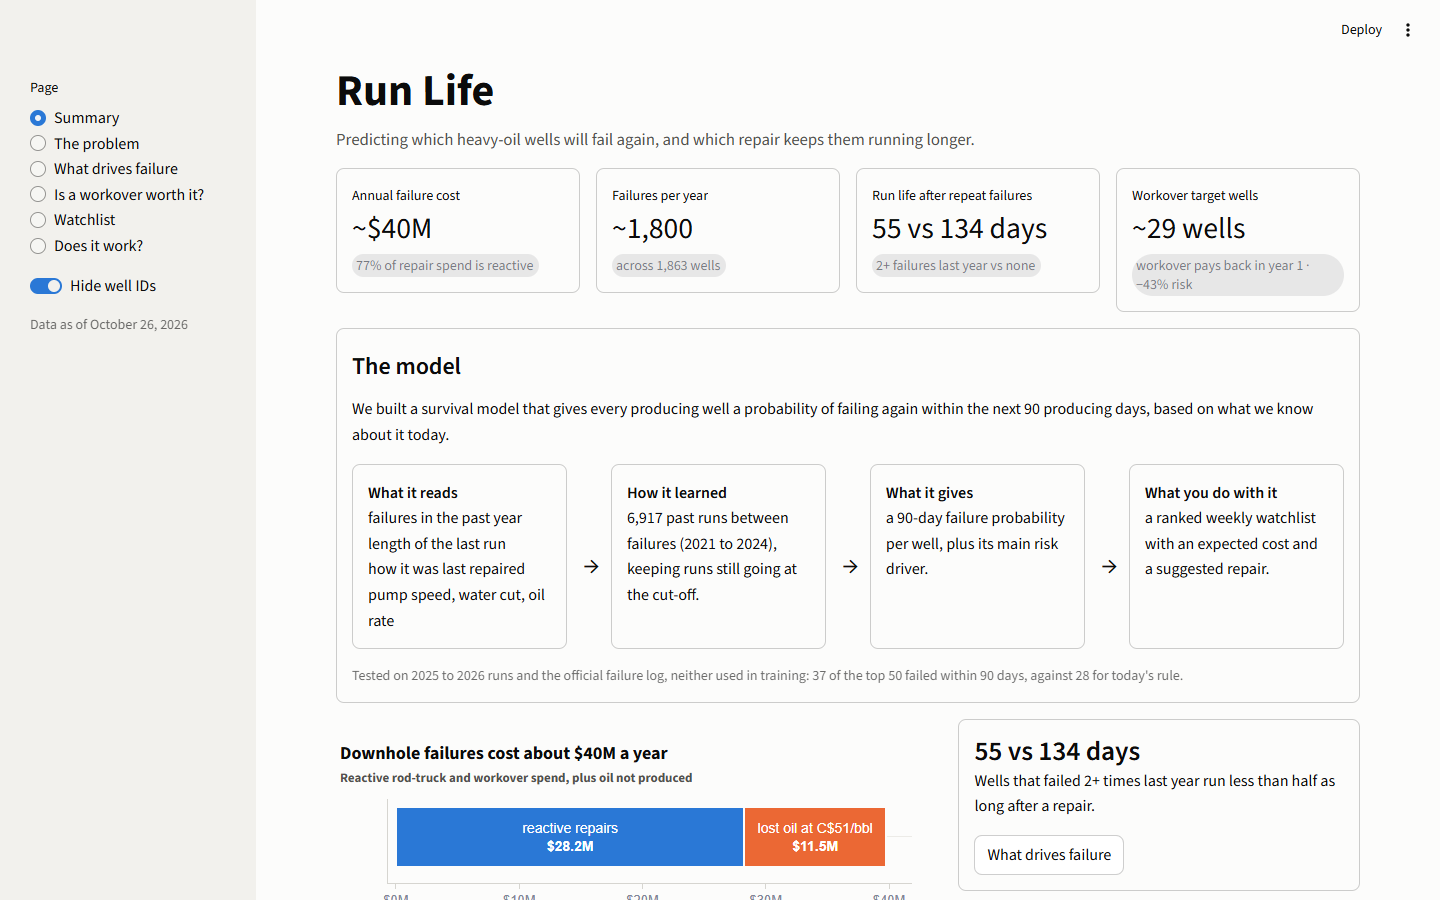 Deploy
Page
Summary
The problem
What drives failure
Is a workover worth it?
Watchlist
Does it work?
Hide well IDs
Data as of October 26, 2026
Run Life
Predicting which heavy-oil wells will fail again, and which repair keeps them running longer.
Annual failure cost
~$40M
77% of repair spend is reactive
Failures per year
~1,800
across 1,863 wells
Run life after repeat failures
55 vs 134 days
2+ failures last year vs none
Workover target wells
~29 wells
workover pays back in year 1 ·
−43% risk
The model
We built a survival model that gives every producing well a probability of failing again within the next 90 producing days, based on what we know
about it today.
What it reads
failures in the past year
length of the last run
how it was last repaired
pump speed, water cut, oil
rate
→
How it learned
6,917 past runs between
failures (2021 to 2024),
keeping runs still going at
the cut-off.
→
What it gives
a 90-day failure probability
per well, plus its main risk
driver.
→
What you do with it
a ranked weekly watchlist
with an expected cost and
a suggested repair.
Tested on 2025 to 2026 runs and the official failure log, neither used in training: 37 of the top 50 failed within 90 days, against 28 for today's rule.
Downhole failures cost about $40M a year
Reactive rod-truck and workover spend, plus oil not produced
reactive repairs
$28.2M
lost oil at C$51/bbl
$11.5M
$0M $10M $20M $30M $40M
55 vs 134 days
Wells that failed 2+ times last year run less than half as
long after a repair.
What drives failure